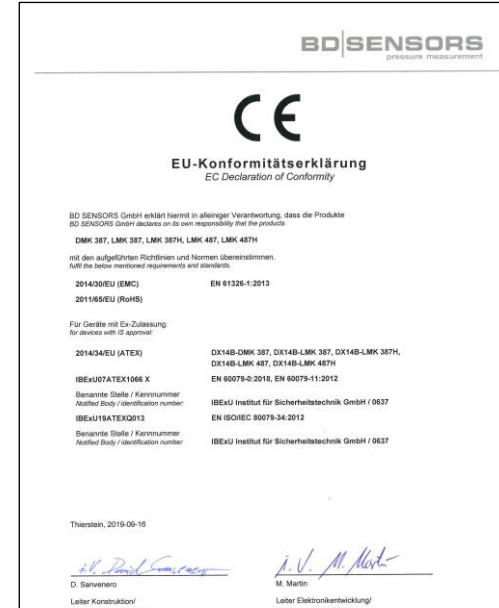 BD|SENSORS
pressure measurement
CE
EU-Konformitätserklärung
EC Declaration of Conformity
BD SENSORS GmbH erklärt hiermit in alleiniger Verantwortung, dass die Produkte
BD SENSORS GmbH declares on its own responsibility that the products
DMK 387, LMK 387, LMK 387H, LMK 487, LMK 487H
mit den aufgeführten Richtlinien und Normen übereinstimmen.
fulfil the below mentioned requirements and standards.
2014/30/EU (EMC) EN 61326-1:2013
2011/65/EU (RoHS)
Für Geräte mit Ex-Zulassung:
for devices with IS approval:
2014/34/EU (ATEX) DX14B-DMK 387, DX14B-LMK 387, DX14B-LMK 387H,
DX14B-LMK 487, DX14B-LMK 487H
IBExU07ATEX1066 X EN 60079-0:2018, EN 60079-11:2012
Benannte Stelle / Kennnummer
Notified Body / identification number: IBExU Institut für Sicherheitstechnik GmbH / 0637
IBExU19ATEXQ013 EN ISO/IEC 80079-34:2012
Benannte Stelle / Kennnummer
Notified Body / identification number IBExU Institut für Sicherheitstechnik GmbH / 0637
Thierstein, 2019-09-16
i.V. M. Martin
D. Sanvenero M. Martin
Leiter Konstruktion/ Leiter Elektronikentwicklung/